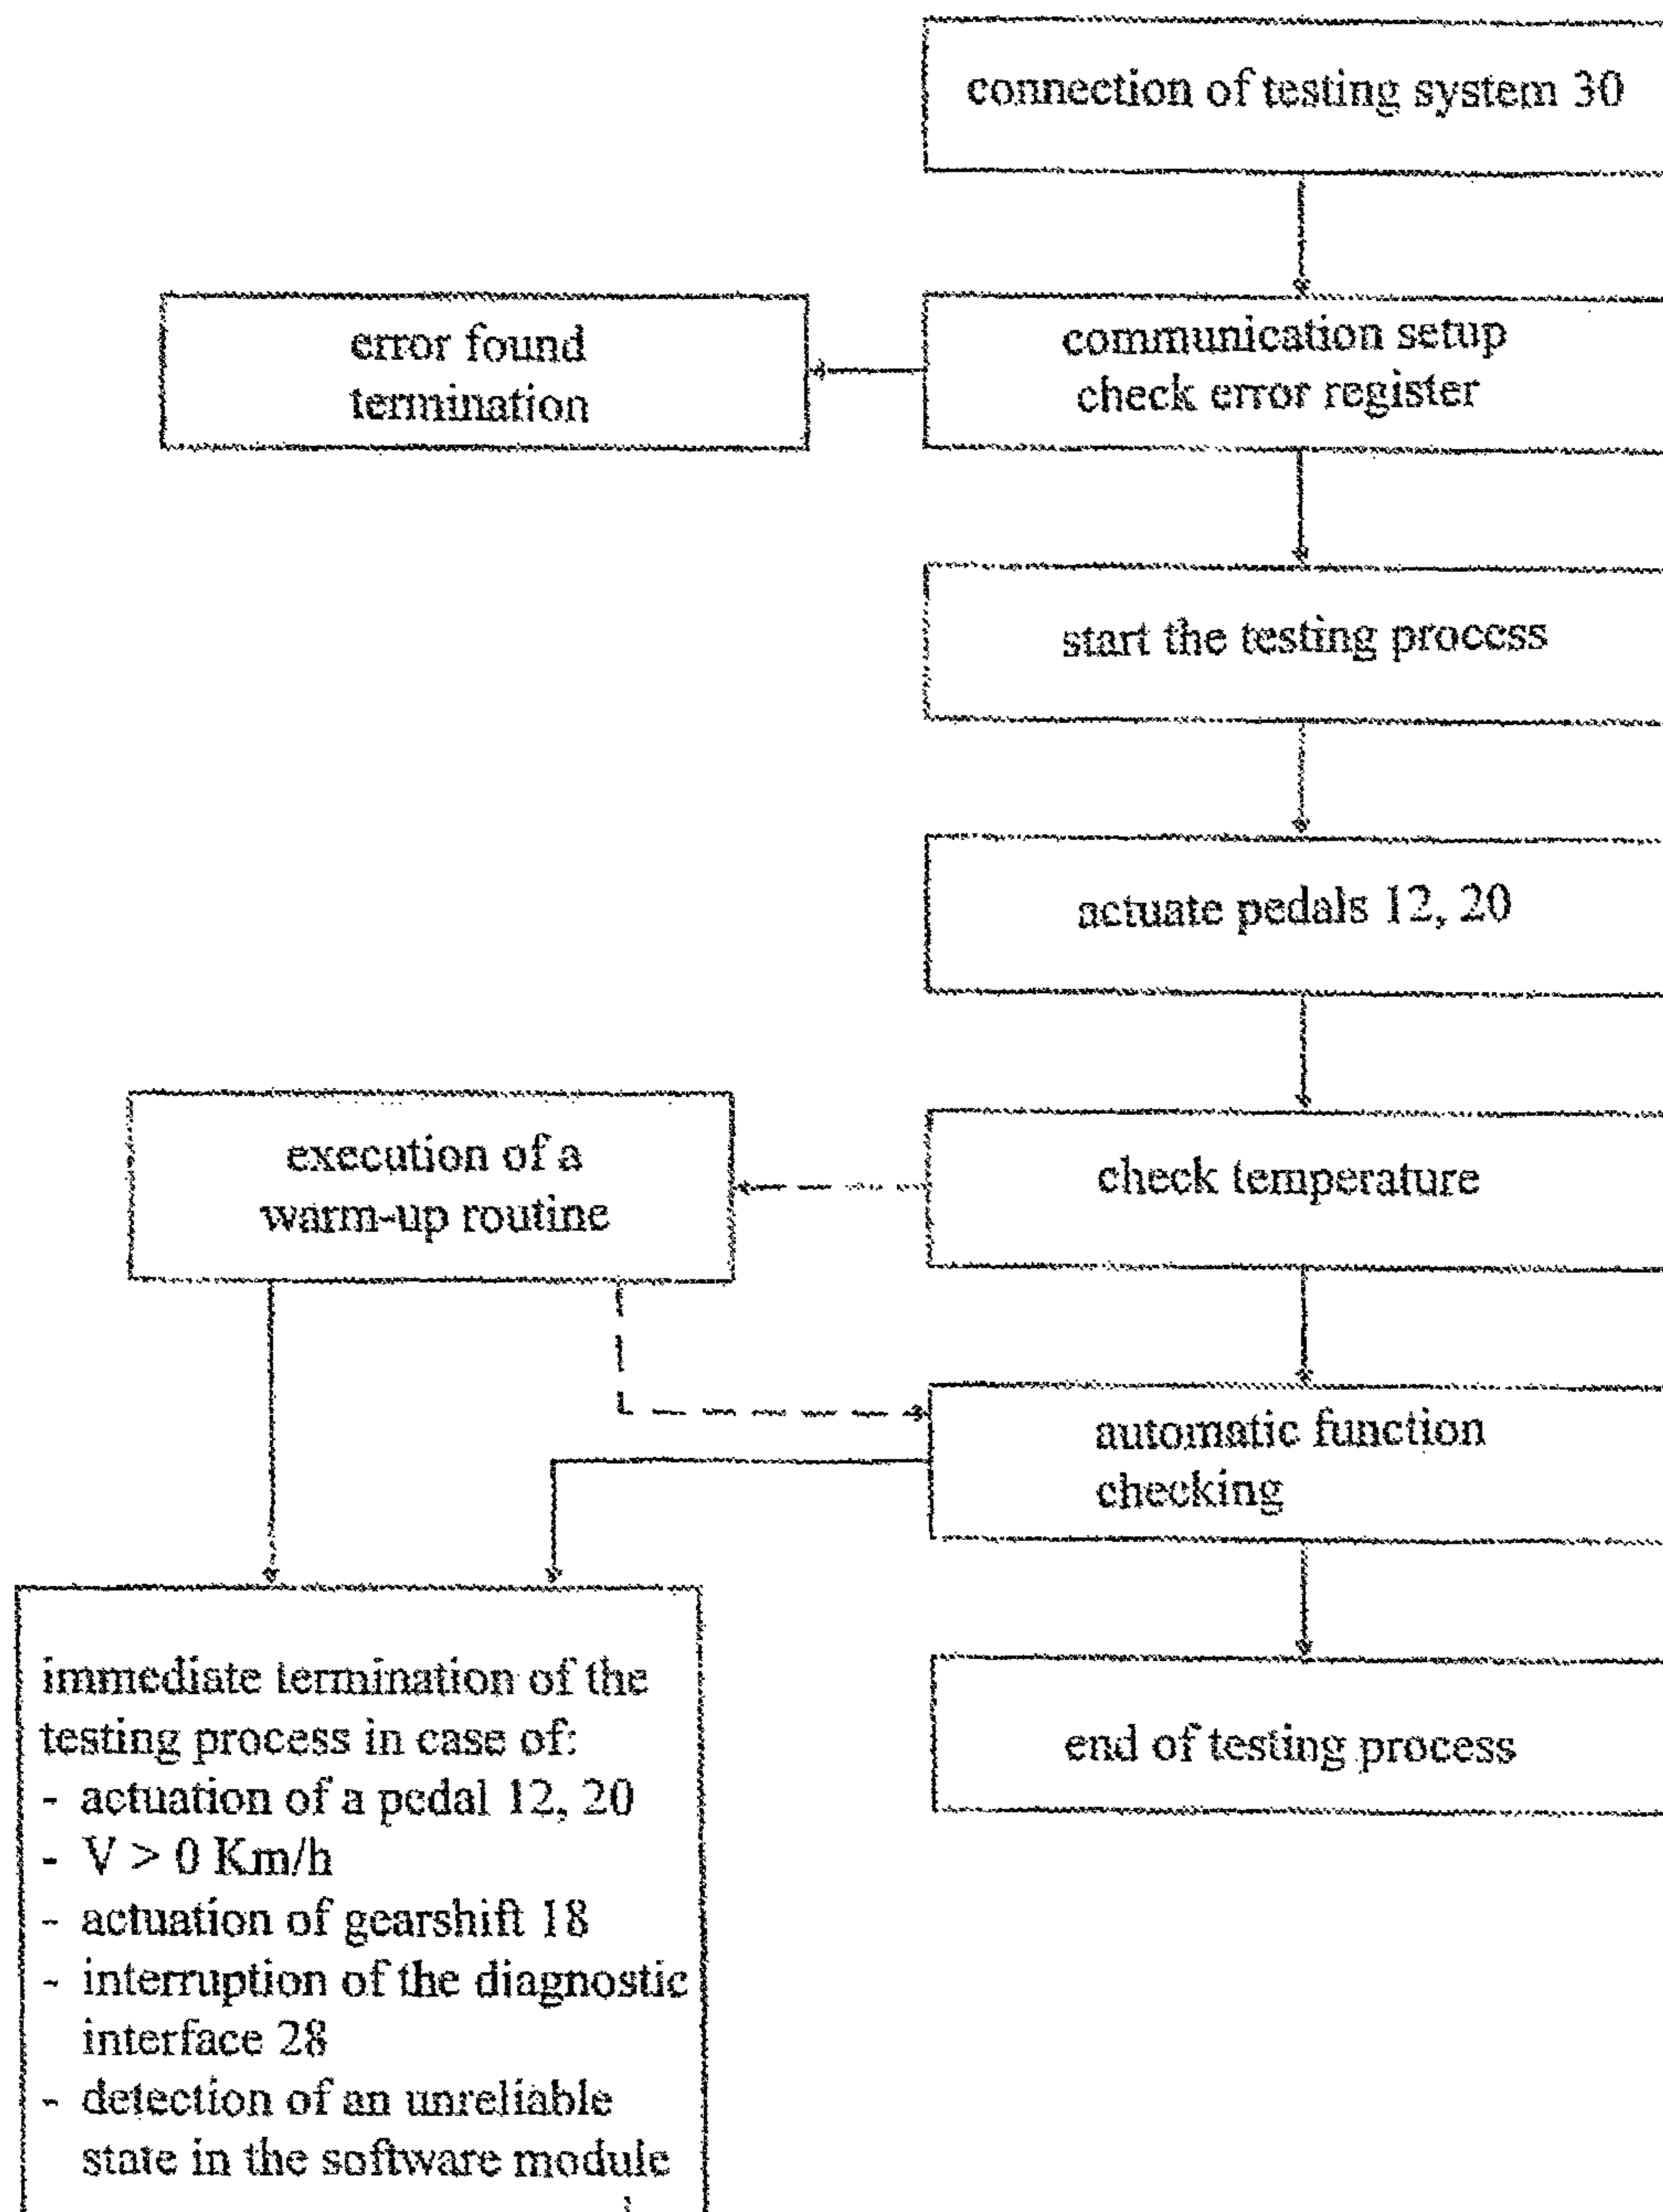 connection of testing system 30
error found
termination
communication setup
check error register
start the testing process
actuate pedals 12, 20
execution of a
warm-up routine
check temperature
automatic function
checking
immediate termination of the
testing process in case of:
- actuation of a pedal 12, 20
- V > 0 Km/h
- actuation of gearshift 18
- interruption of the diagnostic
interface 28
- detection of an unreliable
state in the software module
end of testing process